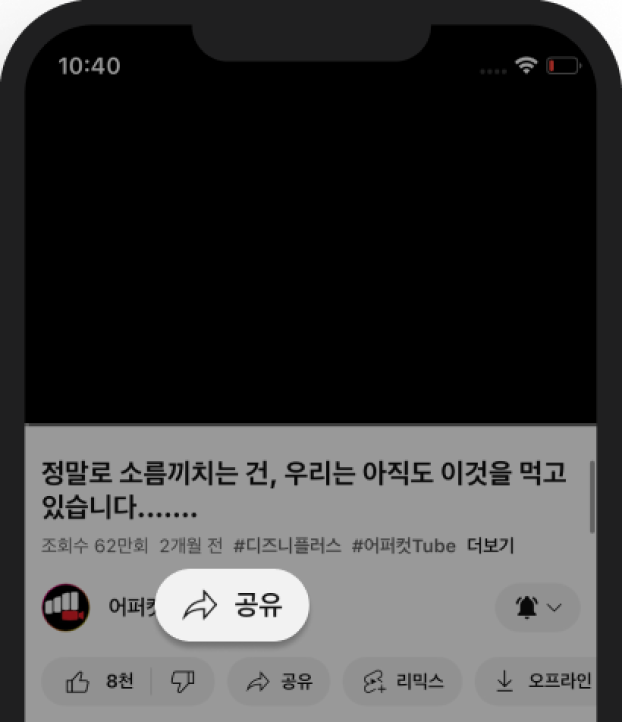 10:40
정말로 소름끼치는 건, 우리는 아직도 이것을 먹고
있습니다.......
조회수 62만회 2개월 전 #디즈니플러스 #어퍼컷Tube 더보기
어퍼컷
공유
8천 공유 리믹스 오프라인